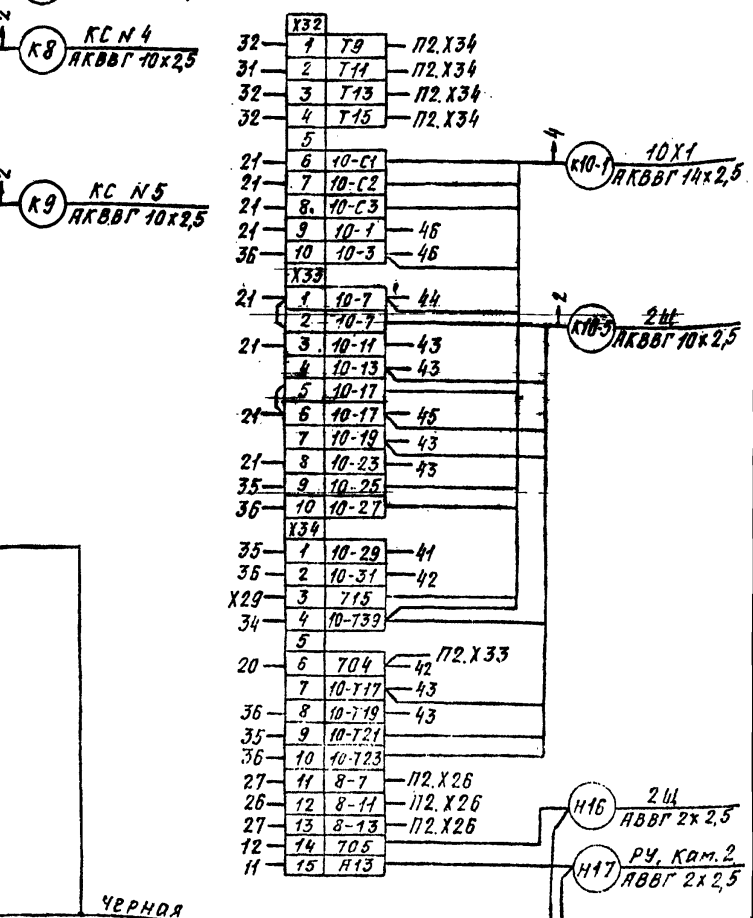 2
К8 КС N 4
АКВВГ 10х2,5
2
К9 КС N 5
АКВВГ 10х2,5
Х32
32 1 Т9 П2.Х34
31 2 Т11 П2.Х34
32 3 Т13 П2.Х34
32 4 Т15 П2.Х34
5
21 6 10-С1
21 7 10-С2
21 8. 10-С3
21 9 10-1 46
36 10 10-3 46
Х33
21 1 10-7 44
2 10-7
21 3 10-11 43
4 10-13 43
5 10-17
21 6 10-17 45
7 10-19 43
21 8 10-23 43
35 9 10-25
36 10 10-27
Х34
35 1 10-29 41
36 2 10-31 42
Х29 3 715
34 4 10-Т39
5
П2.Х33
20 6 704 42
7 10-Т17 43
36 8 10-Т19 43
35 9 10-Т21
36 10 10-Т23
27 11 8-7 П2.Х26
26 12 8-11 П2.Х26
27 13 8-13 П2.Х26
12 14 705
11 15 Н13
4
К10-1 10Х1
АКВВГ 14х2,5
2
2Щ
АКВВГ 10х2,5
Н16 2Щ
АВВГ 2х2,5
Н17 РУ, Кам.2
АВВГ 2х2,5
ЧЕРНАЯ